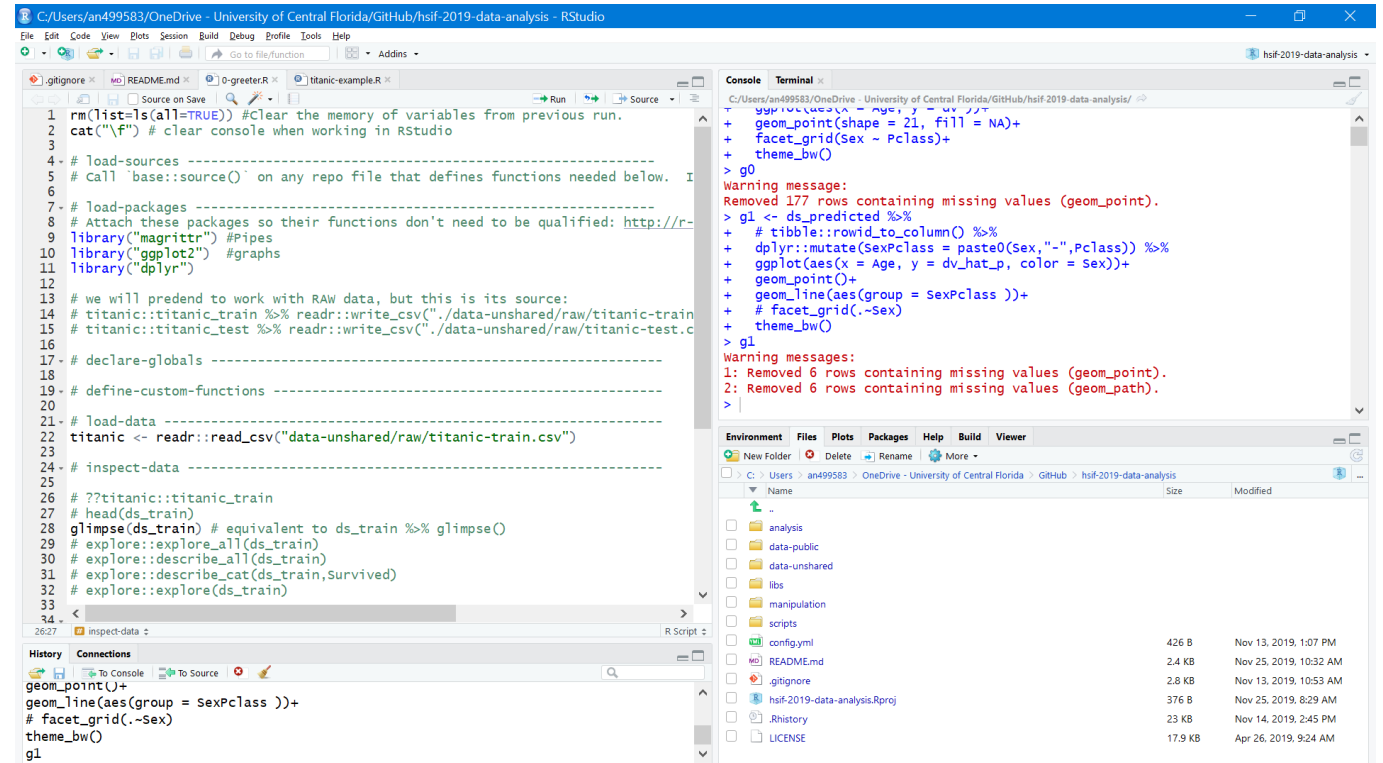 C:/Users/an499583/OneDrive - University of Central Florida/GitHub/hsif-2019-data-analysis - RStudio
File Edit Code View Plots Session Build Debug Profile Tools Help
Go to file/function Addins hsif-2019-data-analysis
.gitignore README.md 0-greeter.R titanic-example.R
Source on Save Run Source
1 rm(list=ls(all=TRUE)) #Clear the memory of variables from previous run.
2 cat("\f") # clear console when working in RStudio
3
4 # load-sources ------------------------------------------------------------
5 # Call `base::source()` on any repo file that defines functions needed below. I
6
7 # load-packages -----------------------------------------------------------
8 # Attach these packages so their functions don't need to be qualified: http://r-
9 library("magrittr") #Pipes
10 library("ggplot2") #graphs
11 library("dplyr")
12
13 # we will predend to work with RAW data, but this is its source:
14 # titanic::titanic_train %>% readr::write_csv("./data-unshared/raw/titanic-train
15 # titanic::titanic_test %>% readr::write_csv("./data-unshared/raw/titanic-test.c
16
17 # declare-globals ---------------------------------------------------------
18
19 # define-custom-functions -------------------------------------------------
20
21 # load-data ---------------------------------------------------------------
22 titanic <- readr::read_csv("data-unshared/raw/titanic-train.csv")
23
24 # inspect-data ------------------------------------------------------------
25
26 # ??titanic::titanic_train
27 # head(ds_train)
28 glimpse(ds_train) # equivalent to ds_train %>% glimpse()
29 # explore::explore_all(ds_train)
30 # explore::describe_all(ds_train)
31 # explore::describe_cat(ds_train,Survived)
32 # explore::explore(ds_train)
33
34
26:27 inspect-data R Script
History Connections
To Console To Source
geom_point()+
geom_line(aes(group = SexPclass ))+
# facet_grid(.~Sex)
theme_bw()
g1
Console Terminal
C:/Users/an499583/OneDrive - University of Central Florida/GitHub/hsif-2019-data-analysis/
+ ggplot(aes(x = Age, y = dv ))+
+ geom_point(shape = 21, fill = NA)+
+ facet_grid(Sex ~ Pclass)+
+ theme_bw()
> g0
Warning message:
Removed 177 rows containing missing values (geom_point).
> g1 <- ds_predicted %>%
+ # tibble::rowid_to_column() %>%
+ dplyr::mutate(SexPclass = paste0(Sex,"-",Pclass)) %>%
+ ggplot(aes(x = Age, y = dv_hat_p, color = Sex))+
+ geom_point()+
+ geom_line(aes(group = SexPclass ))+
+ # facet_grid(.~Sex)
+ theme_bw()
> g1
Warning messages:
1: Removed 6 rows containing missing values (geom_point).
2: Removed 6 rows containing missing values (geom_path).
>
Environment Files Plots Packages Help Build Viewer
New Folder Delete Rename More
C: > Users > an499583 > OneDrive - University of Central Florida > GitHub > hsif-2019-data-analysis ...
Name Size Modified
..
analysis
data-public
data-unshared
libs
manipulation
scripts
config.yml 426 B Nov 13, 2019, 1:07 PM
README.md 2.4 KB Nov 25, 2019, 10:32 AM
.gitignore 2.8 KB Nov 13, 2019, 10:53 AM
hsif-2019-data-analysis.Rproj 376 B Nov 25, 2019, 8:29 AM
.Rhistory 23 KB Nov 14, 2019, 2:45 PM
LICENSE 17.9 KB Apr 26, 2019, 9:24 AM